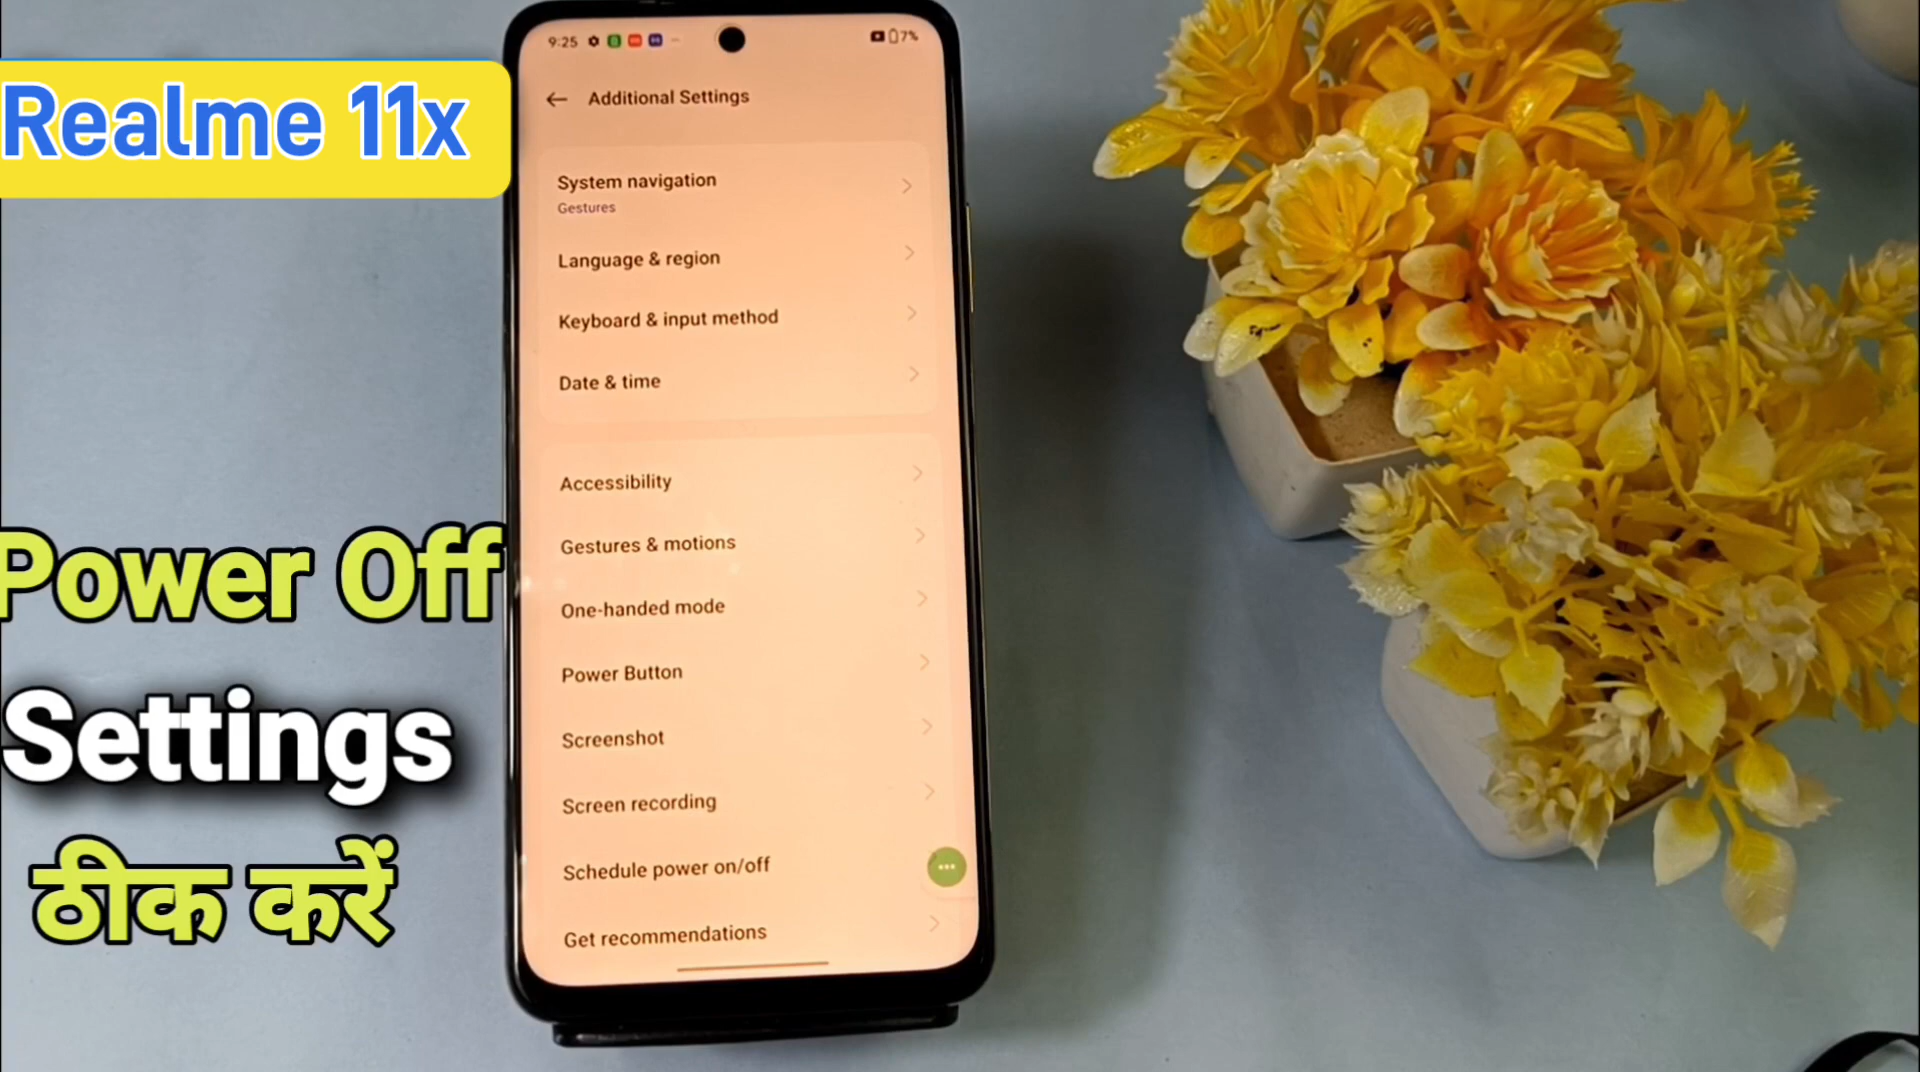 Realme 11x
Power Off
Settings
ठीक करें
9:25
7%
Additional Settings
System navigation
Gestures
Language & region
Keyboard & input method
Date & time
Accessibility
Gestures & motions
One-handed mode
Power Button
Screenshot
Screen recording
Schedule power on/off
Get recommendations